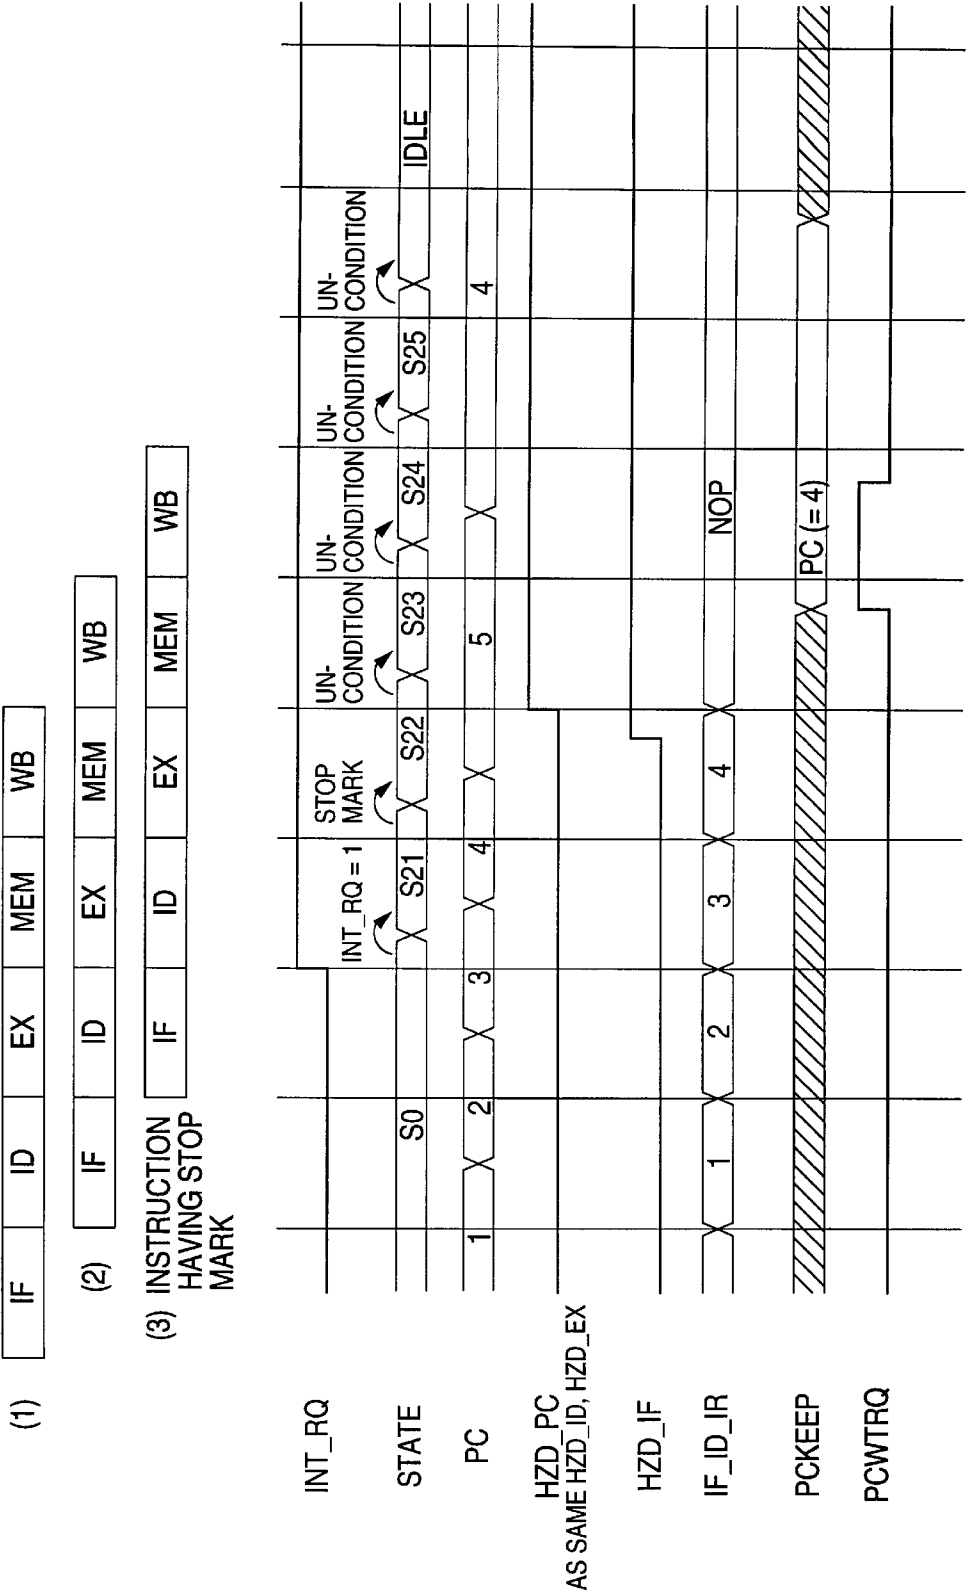 (1) IF ID EX MEM WB
(2) IF ID EX MEM WB
(3) INSTRUCTION
HAVING STOP
MARK
IF ID EX MEM WB
INT_RQ
INT_RQ = 1
STOP
MARK
UN-
CONDITION
UN-
CONDITION
UN-
CONDITION
UN-
CONDITION
STATE S0 S21 S22 S23 S24 S25 IDLE
PC 1 2 3 4 5 4
HZD_PC
AS SAME HZD_ID, HZD_EX
HZD_IF
IF_ID_IR 1 2 3 4 NOP
PCKEEP PC (= 4)
PCWTRQ